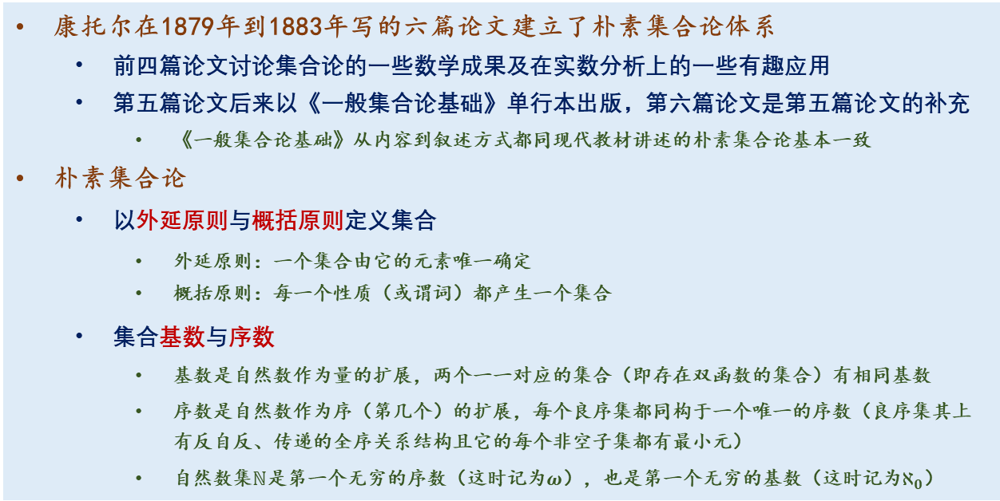 • 康托尔在1879年到1883年写的六篇论文建立了朴素集合论体系
• 前四篇论文讨论集合论的一些数学成果及在实数分析上的一些有趣应用
• 第五篇论文后来以《一般集合论基础》单行本出版，第六篇论文是第五篇论文的补充
• 《一般集合论基础》从内容到叙述方式都同现代教材讲述的朴素集合论基本一致
• 朴素集合论
• 以外延原则与概括原则定义集合
• 外延原则：一个集合由它的元素唯一确定
• 概括原则：每一个性质（或谓词）都产生一个集合
• 集合基数与序数
• 基数是自然数作为量的扩展，两个一一对应的集合（即存在双函数的集合）有相同基数
• 序数是自然数作为序（第几个）的扩展，每个良序集都同构于一个唯一的序数（良序集其上
有反自反、传递的全序关系结构且它的每个非空子集都有最小元）
• 自然数集ℕ是第一个无穷的序数（这时记为ω），也是第一个无穷的基数（这时记为ℵ₀）